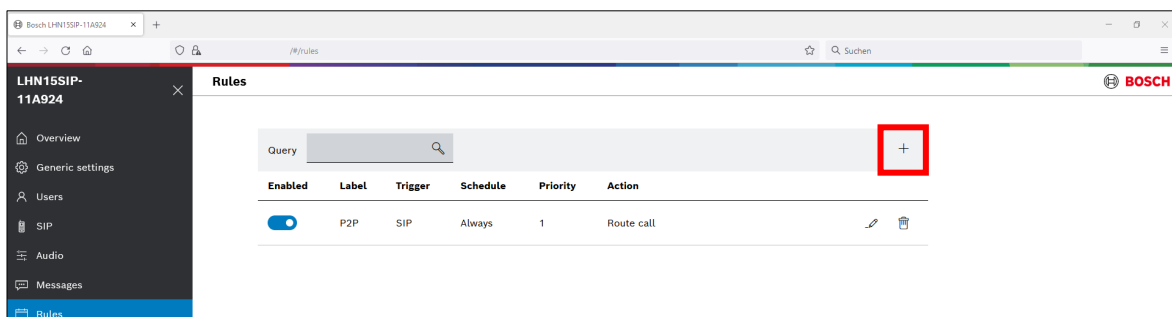 Bosch LHN15SIP-11A924
/#/rules
Suchen
LHN15SIP-
11A924
Rules
BOSCH
Overview
Generic settings
Users
SIP
Audio
Messages
Rules
Query
Enabled Label Trigger Schedule Priority Action
P2P SIP Always 1 Route call